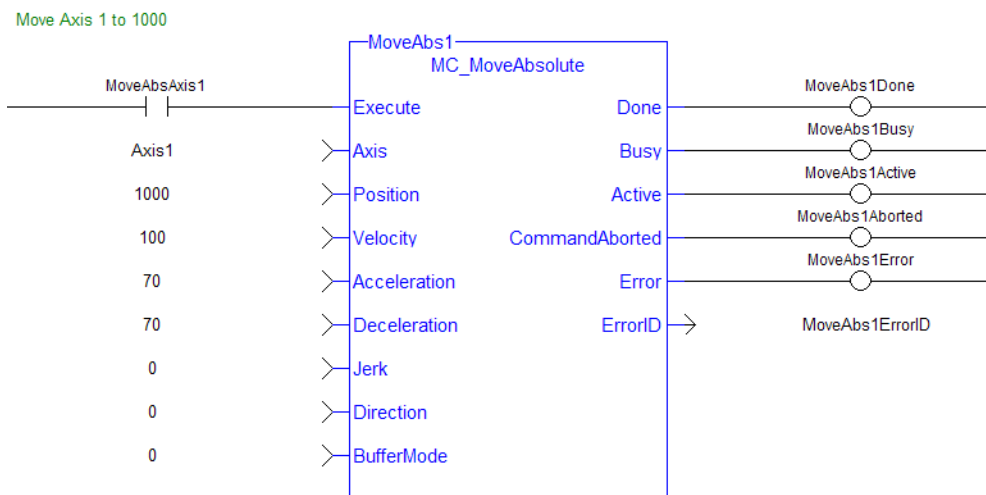 Move Axis 1 to 1000
MoveAbs1
MC_MoveAbsolute
MoveAbsAxis1
Execute
Done
MoveAbs1Done
Axis1
Axis
Busy
MoveAbs1Busy
1000
Position
Active
MoveAbs1Active
100
Velocity
CommandAborted
MoveAbs1Aborted
70
Acceleration
Error
MoveAbs1Error
70
Deceleration
ErrorID
MoveAbs1ErrorID
0
Jerk
0
Direction
0
BufferMode